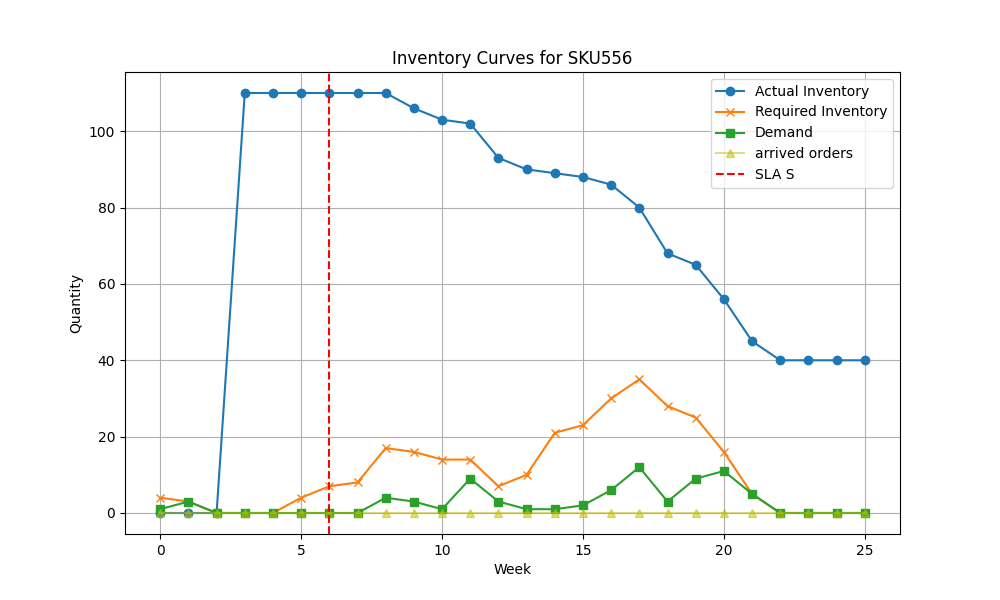 Inventory Curves for SKU556
Actual Inventory
Required Inventory
Demand
arrived orders
SLA S
Quantity
100
80
60
40
20
0
0 5 10 15 20 25
Week